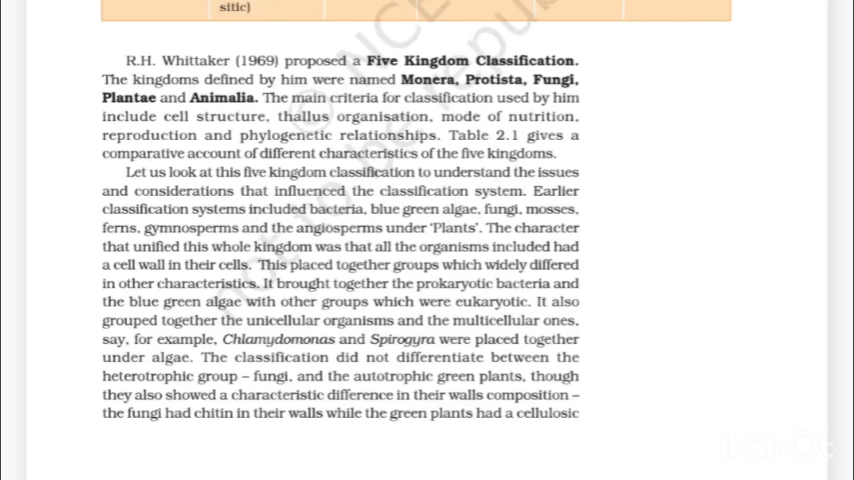 sitic)
R.H. Whittaker (1969) proposed a Five Kingdom Classification.
The kingdoms defined by him were named Monera, Protista, Fungi,
Plantae and Animalia. The main criteria for classification used by him
include cell structure, thallus organisation, mode of nutrition,
reproduction and phylogenetic relationships. Table 2.1 gives a
comparative account of different characteristics of the five kingdoms.
Let us look at this five kingdom classification to understand the issues
and considerations that influenced the classification system. Earlier
classification systems included bacteria, blue green algae, fungi, mosses,
ferns, gymnosperms and the angiosperms under ‘Plants’. The character
that unified this whole kingdom was that all the organisms included had
a cell wall in their cells. This placed together groups which widely differed
in other characteristics. It brought together the prokaryotic bacteria and
the blue green algae with other groups which were eukaryotic. It also
grouped together the unicellular organisms and the multicellular ones,
say, for example, Chlamydomonas and Spirogyra were placed together
under algae. The classification did not differentiate between the
heterotrophic group – fungi, and the autotrophic green plants, though
they also showed a characteristic difference in their walls composition –
the fungi had chitin in their walls while the green plants had a cellulosic
© NCE
not to be repu
InShOt